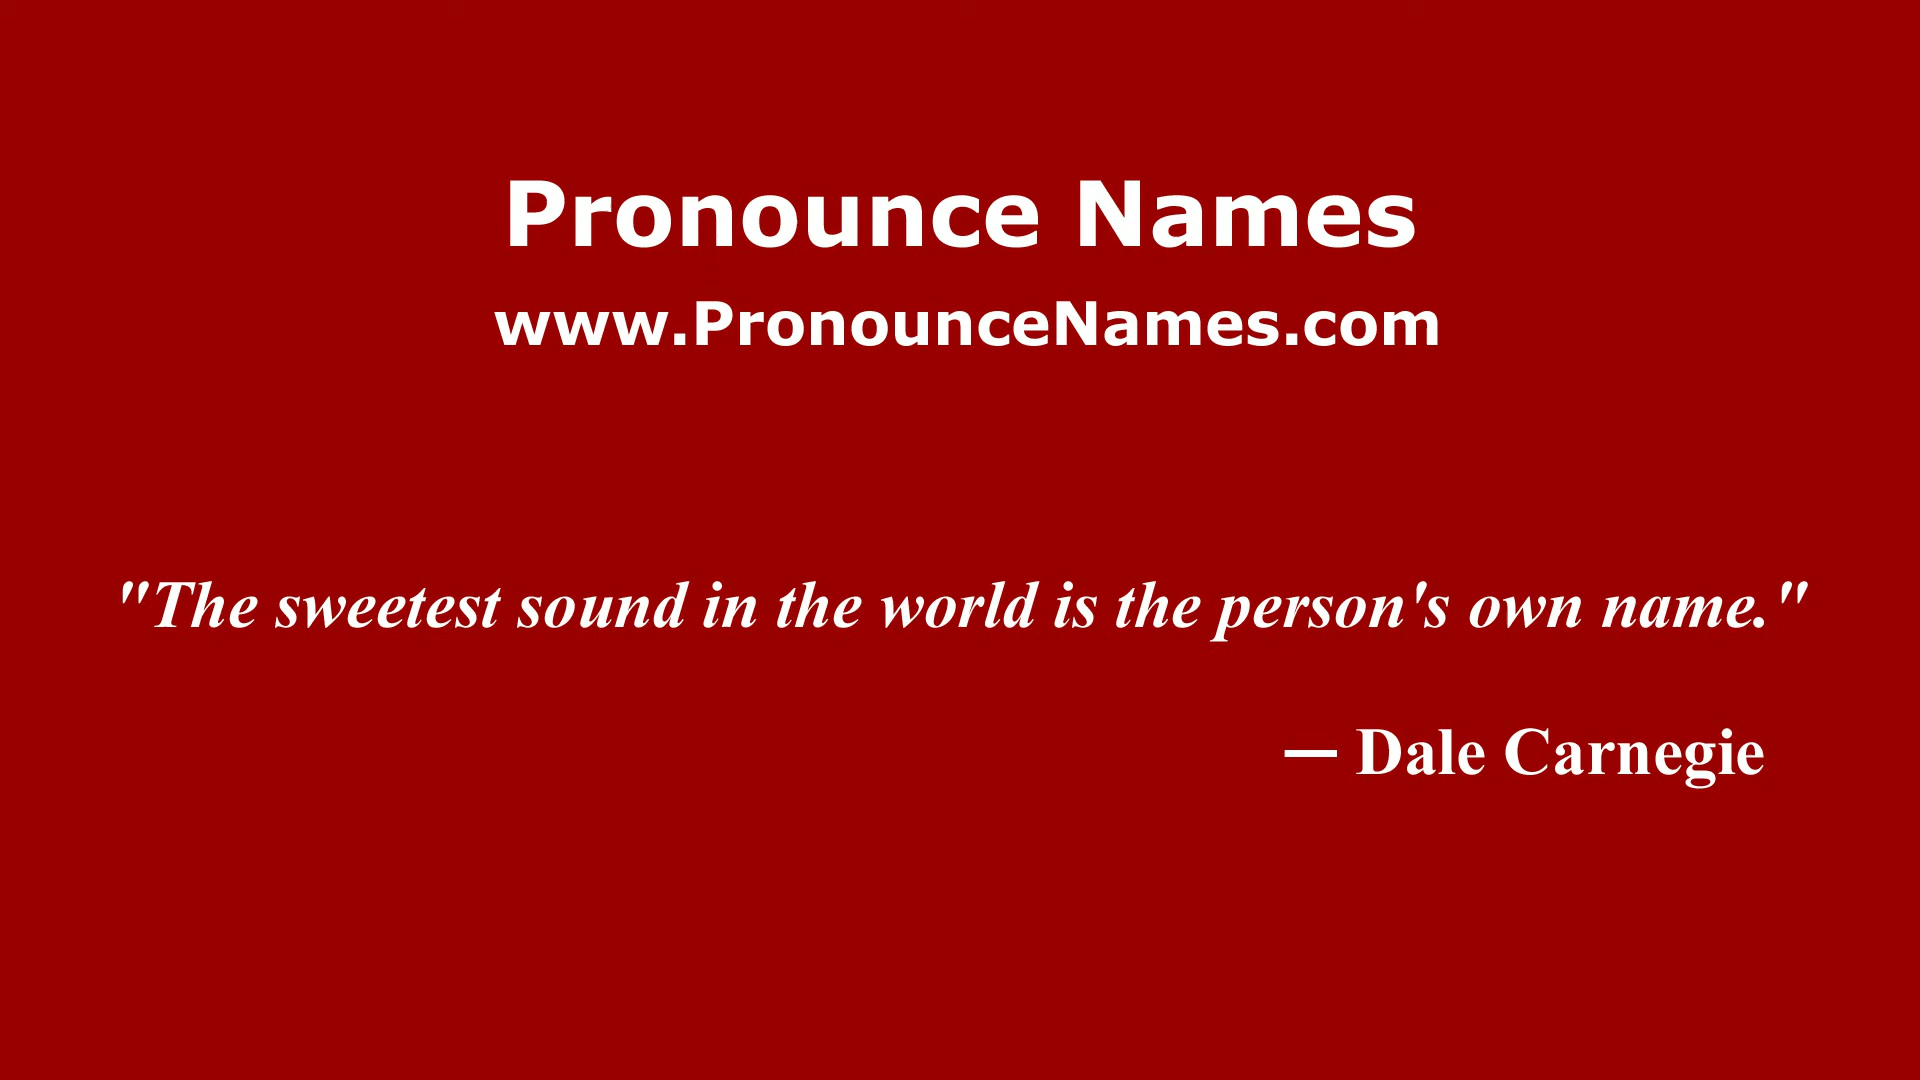 Pronounce Names
www.PronounceNames.com
"The sweetest sound in the world is the person's own name."
— Dale Carnegie